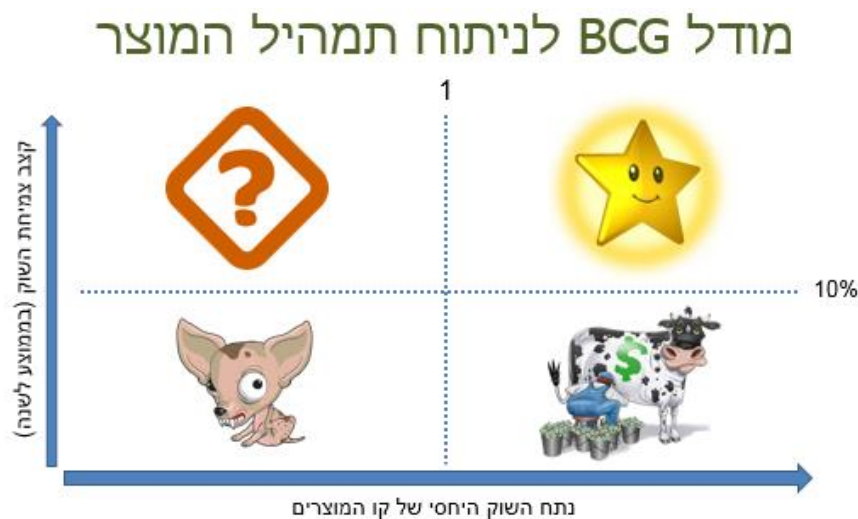 מודל BCG לניתוח תמהיל המוצר
1
?
קצב צמיחת השוק (בממוצע לשנה)
10%
$
נתח השוק היחסי של קו המוצרים